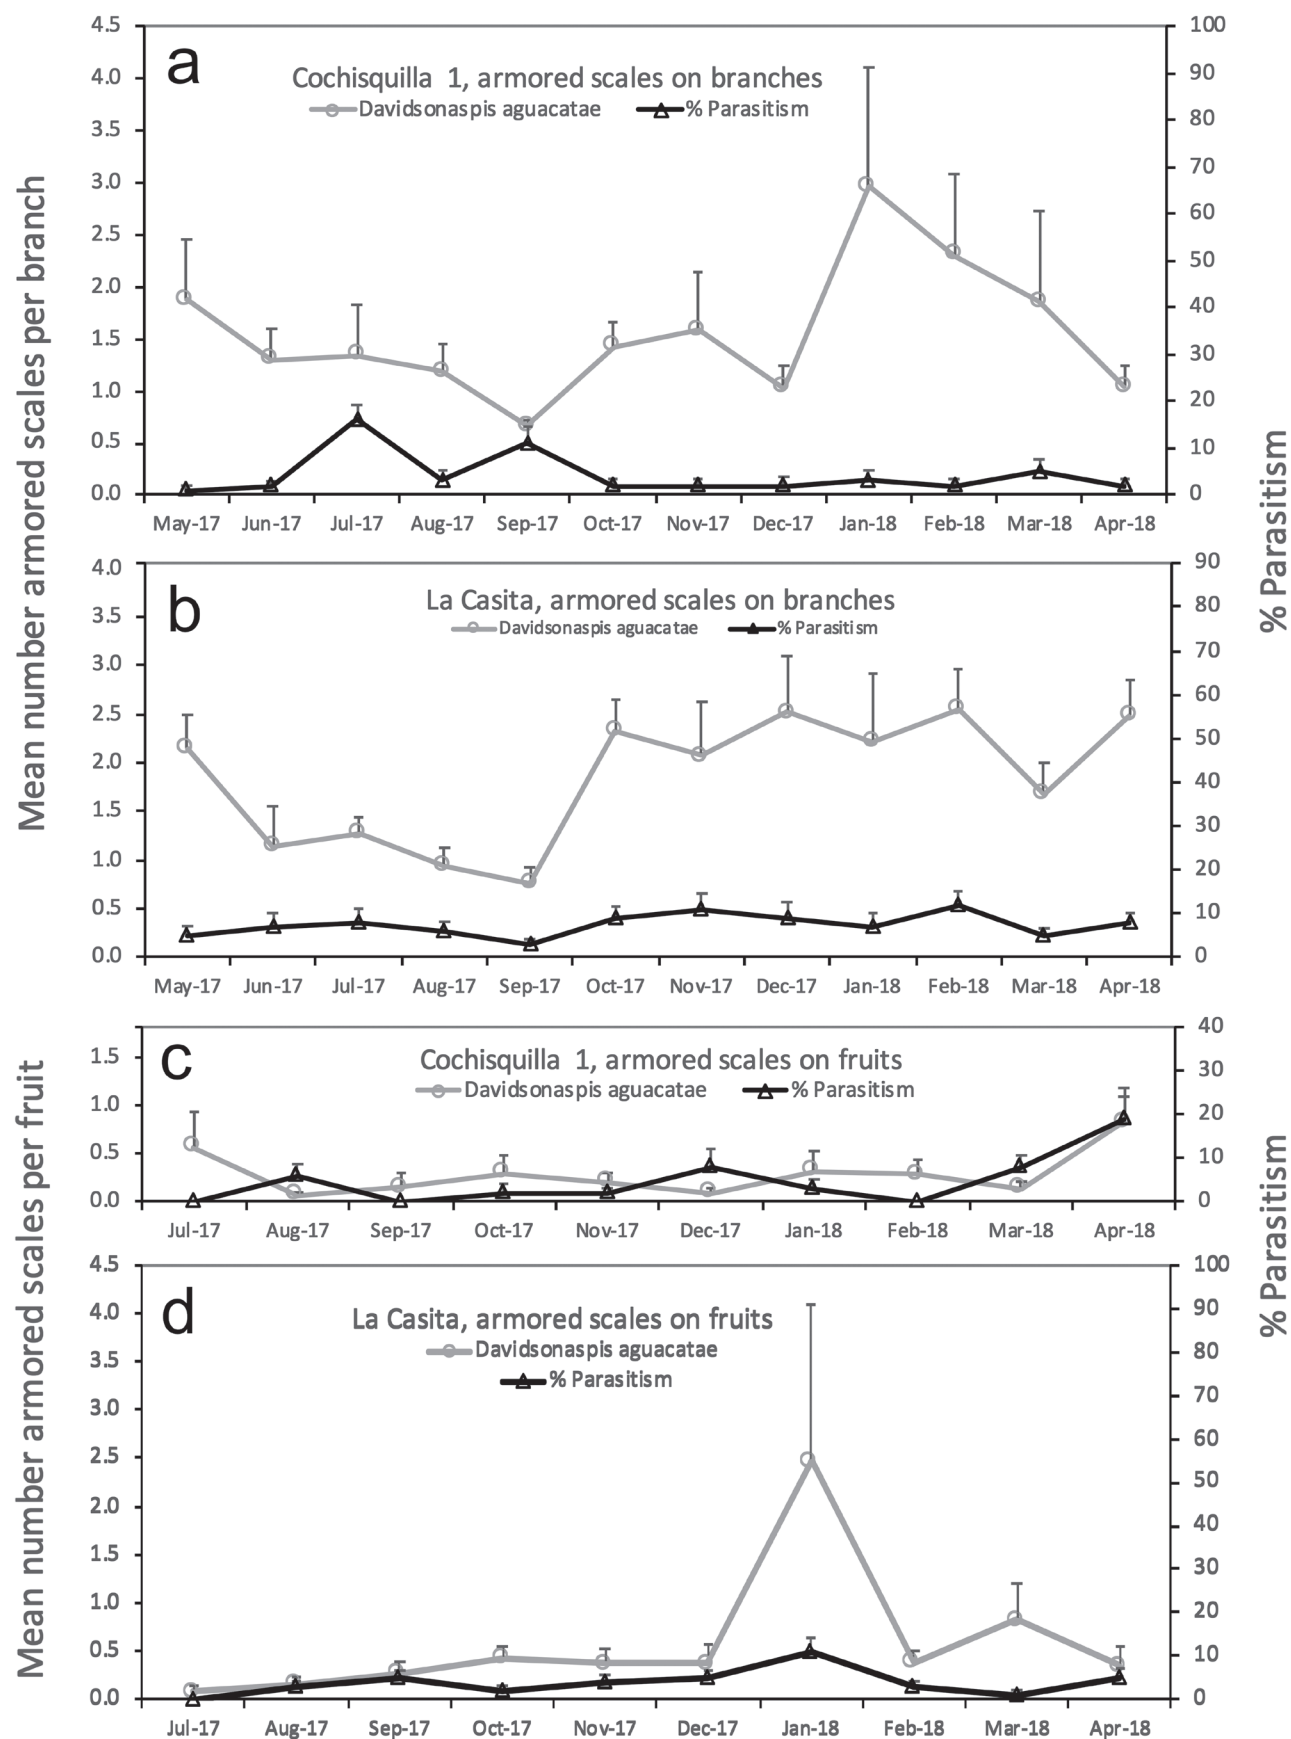 Mean number armored scales per branch
% Parasitism
a
Cochisquilla 1, armored scales on branches
Davidsonaspis aguacatae % Parasitism
4.5 100
4.0 90
3.5 80
3.0 70
2.5 60
2.0 50
1.5 40
1.0 30
0.5 20
0.0 10
0
May-17 Jun-17 Jul-17 Aug-17 Sep-17 Oct-17 Nov-17 Dec-17 Jan-18 Feb-18 Mar-18 Apr-18
b
La Casita, armored scales on branches
Davidsonaspis aguacatae % Parasitism
4.0 90
3.5 80
3.0 70
2.5 60
2.0 50
1.5 40
1.0 30
0.5 20
0.0 10
0
May-17 Jun-17 Jul-17 Aug-17 Sep-17 Oct-17 Nov-17 Dec-17 Jan-18 Feb-18 Mar-18 Apr-18
Mean number armored scales per fruit
% Parasitism
c
Cochisquilla 1, armored scales on fruits
Davidsonaspis aguacatae % Parasitism
40
1.5 30
1.0 20
0.5 10
0.0 0
Jul-17 Aug-17 Sep-17 Oct-17 Nov-17 Dec-17 Jan-18 Feb-18 Mar-18 Apr-18
d
La Casita, armored scales on fruits
Davidsonaspis aguacatae
% Parasitism
4.5 100
4.0 90
3.5 80
3.0 70
2.5 60
2.0 50
1.5 40
1.0 30
0.5 20
0.0 10
0
Jul-17 Aug-17 Sep-17 Oct-17 Nov-17 Dec-17 Jan-18 Feb-18 Mar-18 Apr-18